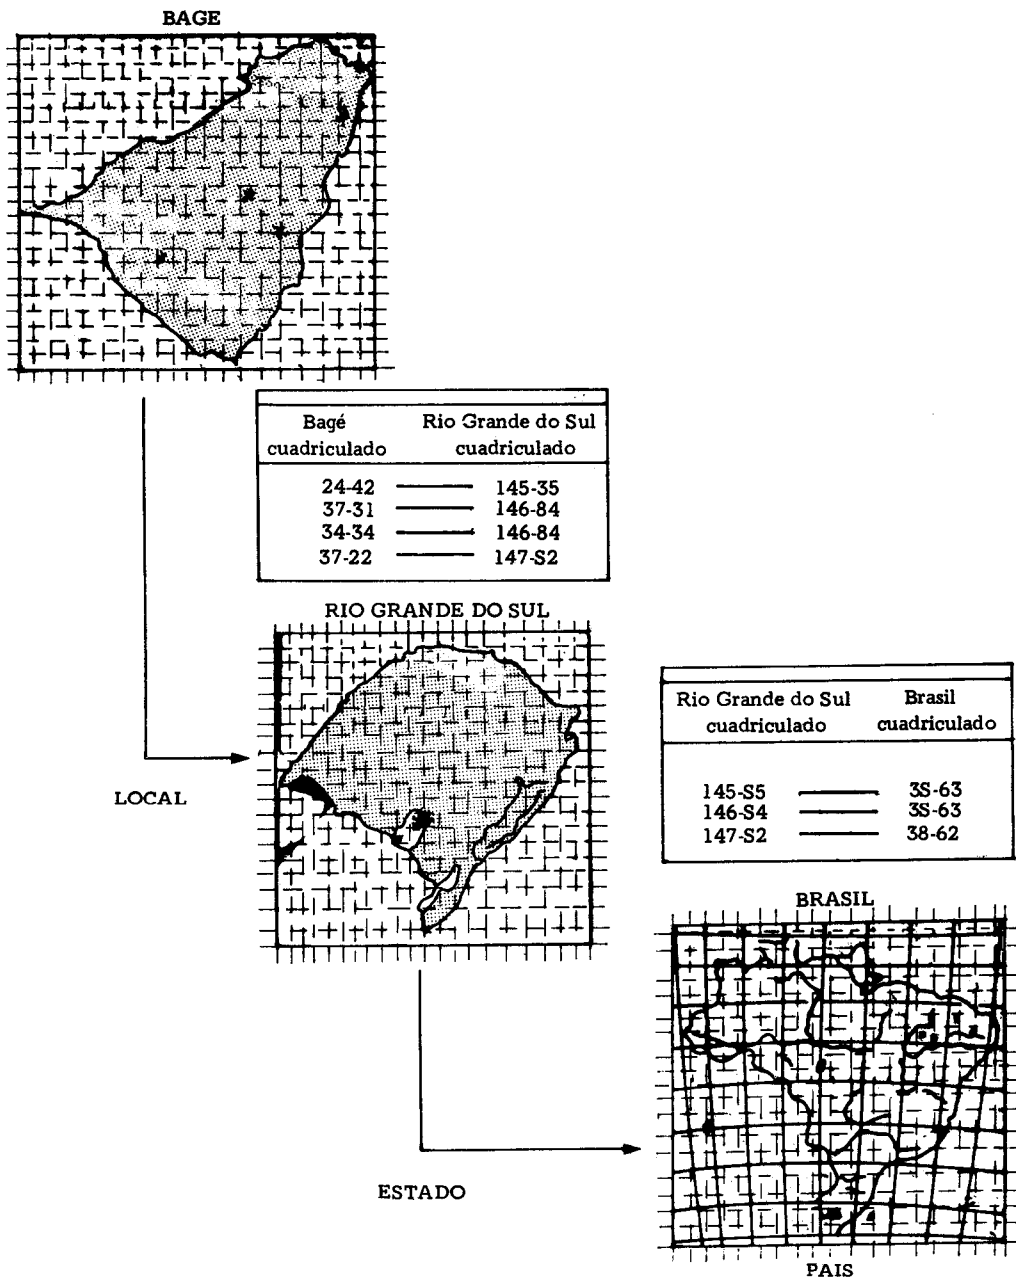 BAGE
Bagé Rio Grande do Sul
cuadriculado cuadriculado
24-42 145-35
37-31 146-84
34-34 146-84
37-22 147-S2
RIO GRANDE DO SUL
Rio Grande do Sul Brasil
cuadriculado cuadriculado
145-S5 3S-63
146-S4 3S-63
147-S2 38-62
LOCAL
BRASIL
ESTADO
PAIS